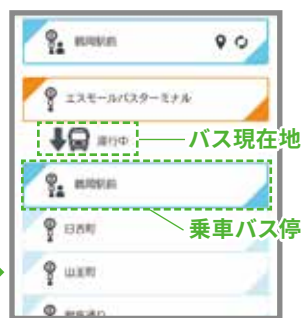 鶴岡駅前
エスモールバスターミナル
運行中
バス現在地
鶴岡駅前
乗車バス停
日吉町
山王町